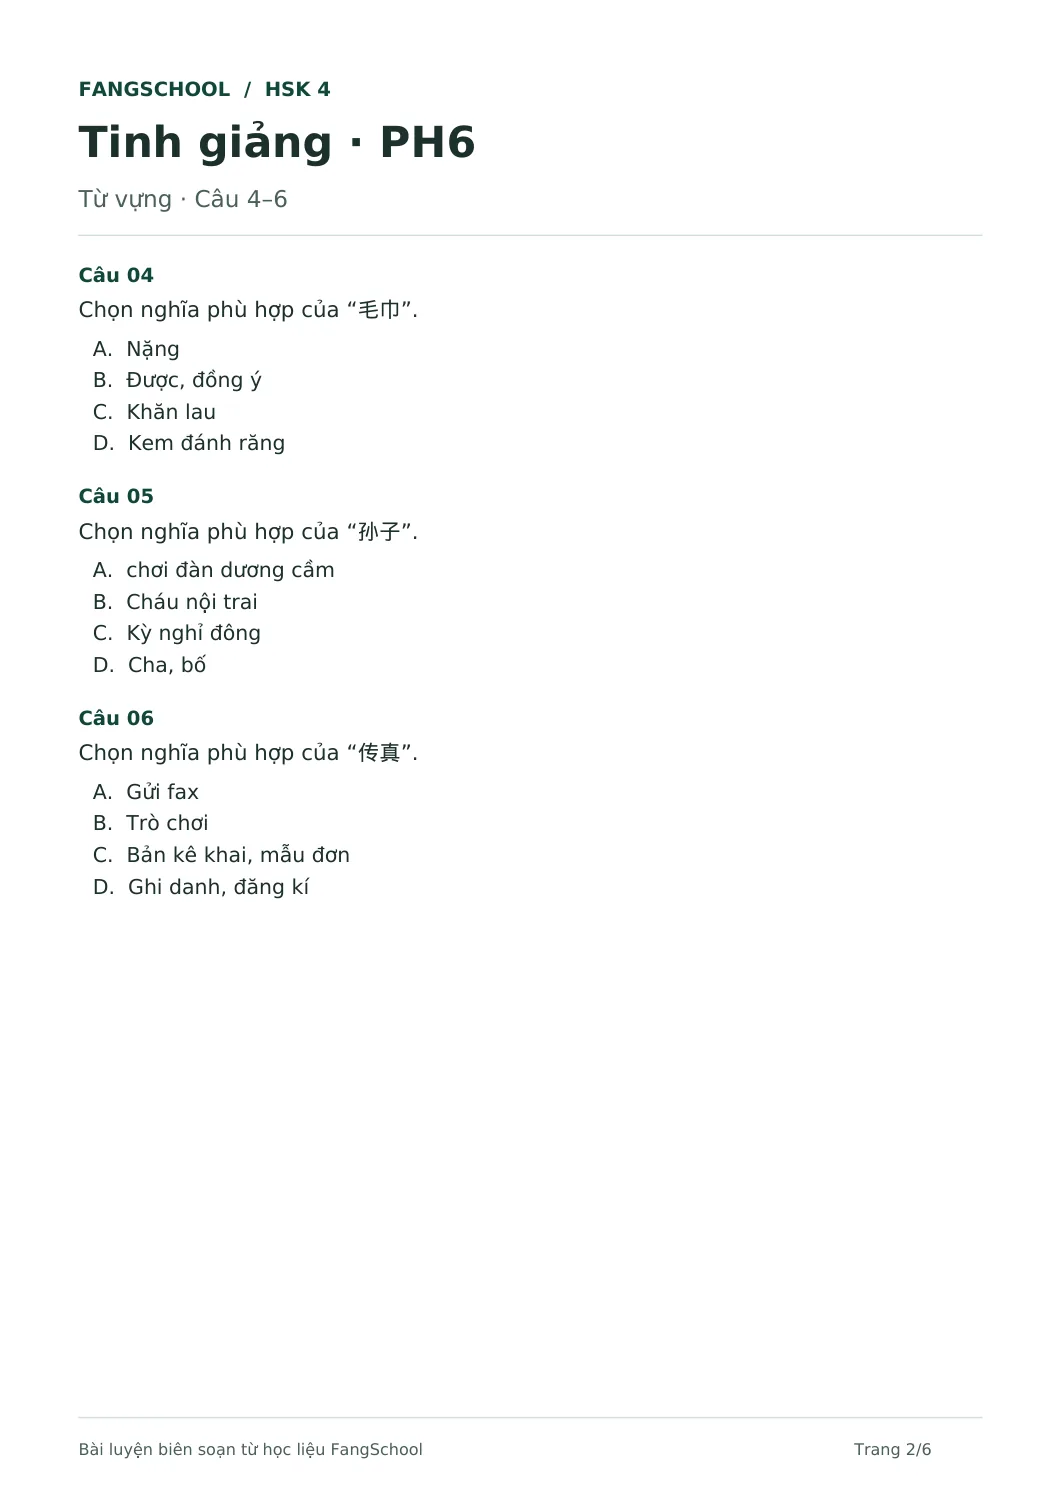 FANGSCHOOL / HSK 4
Tinh giảng · PH6
Từ vựng · Câu 4–6
Câu 04
Chọn nghĩa phù hợp của “毛巾”.
A. Nặng
B. Được, đồng ý
C. Khăn lau
D. Kem đánh răng
Câu 05
Chọn nghĩa phù hợp của “孙子”.
A. chơi đàn dương cầm
B. Cháu nội trai
C. Kỳ nghỉ đông
D. Cha, bố
Câu 06
Chọn nghĩa phù hợp của “传真”.
A. Gửi fax
B. Trò chơi
C. Bản kê khai, mẫu đơn
D. Ghi danh, đăng kí
Bài luyện biên soạn từ học liệu FangSchool
Trang 2/6